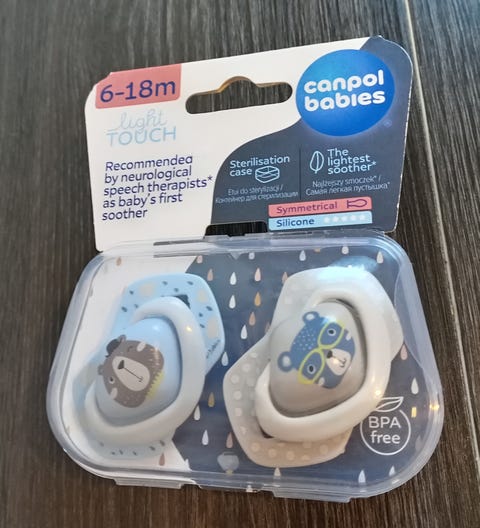 6-18m
light
TOUCH
Recommended
by neurological
speech therapists*
as baby's first
soother
canpol
babies
Sterilisation
case
Etui do sterylizacji /
Контейнер для стерилизации
The
lightest
soother*
Najlżejszy smoczek* /
Самая легкая пустышка*
Symmetrical
Silicone
BPA
free